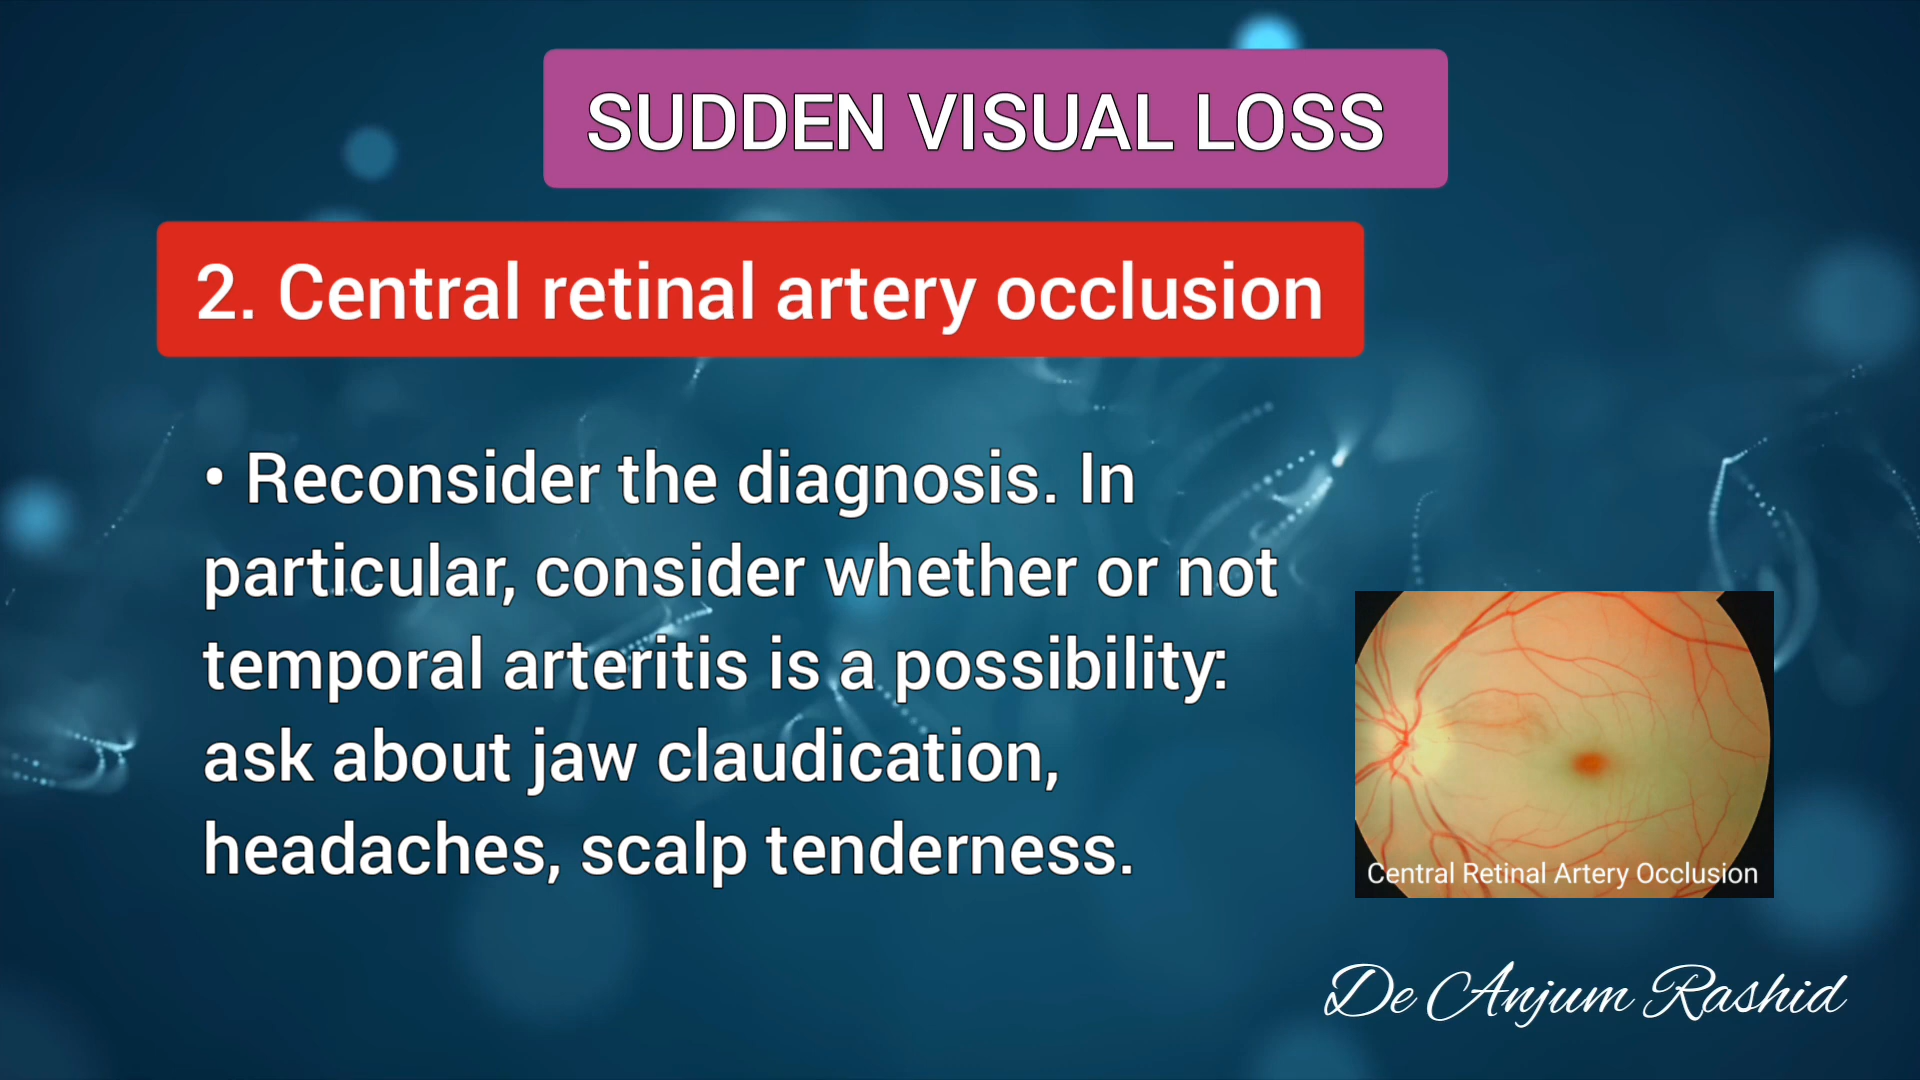 SUDDEN VISUAL LOSS
2. Central retinal artery occlusion
• Reconsider the diagnosis. In
particular, consider whether or not
temporal arteritis is a possibility:
ask about jaw claudication,
headaches, scalp tenderness.
Central Retinal Artery Occlusion
De Anjum Rashid